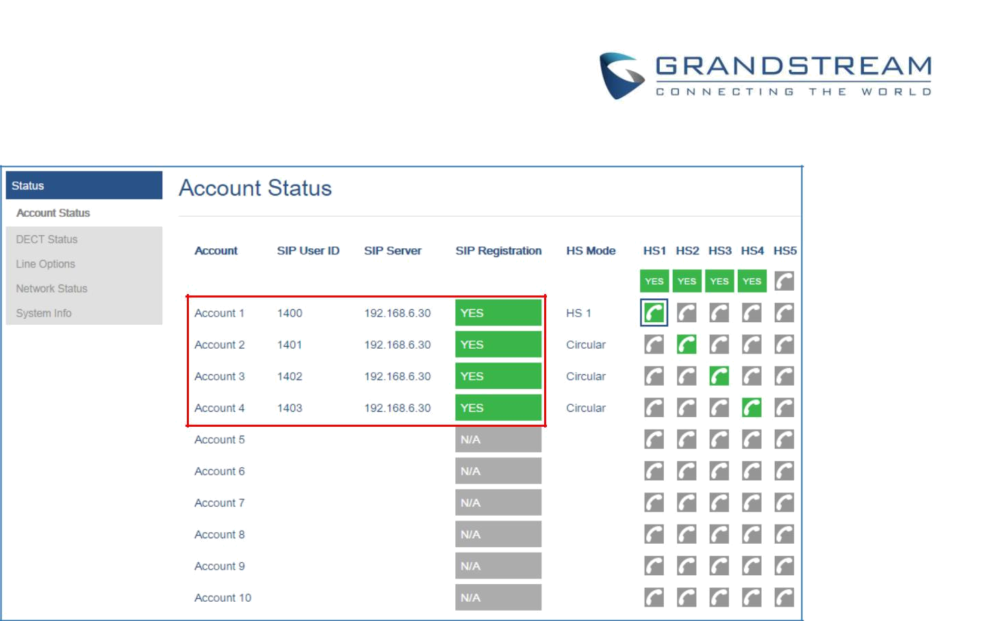 GRANDSTREAM
CONNECTING THE WORLD
Status
Account Status
DECT Status
Line Options
Network Status
System Info
Account Status
Account SIP User ID SIP Server SIP Registration HS Mode HS1 HS2 HS3 HS4 HS5
YES YES YES YES
Account 1 1400 192.168.6.30 YES HS 1
Account 2 1401 192.168.6.30 YES Circular
Account 3 1402 192.168.6.30 YES Circular
Account 4 1403 192.168.6.30 YES Circular
Account 5 N/A
Account 6 N/A
Account 7 N/A
Account 8 N/A
Account 9 N/A
Account 10 N/A